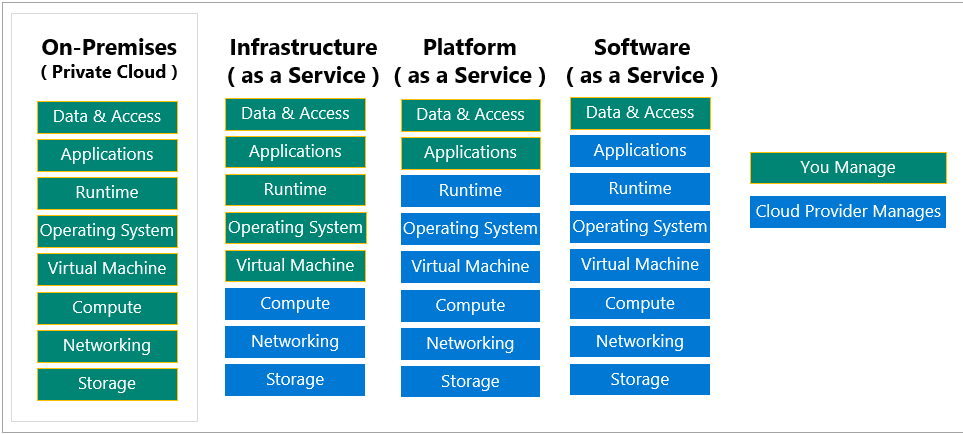 On-Premises
( Private Cloud )
Data & Access
Applications
Runtime
Operating System
Virtual Machine
Compute
Networking
Storage
Infrastructure
( as a Service )
Data & Access
Applications
Runtime
Operating System
Virtual Machine
Compute
Networking
Storage
Platform
( as a Service )
Data & Access
Applications
Runtime
Operating System
Virtual Machine
Compute
Networking
Storage
Software
( as a Service )
Data & Access
Applications
Runtime
Operating System
Virtual Machine
Compute
Networking
Storage
You Manage
Cloud Provider Manages